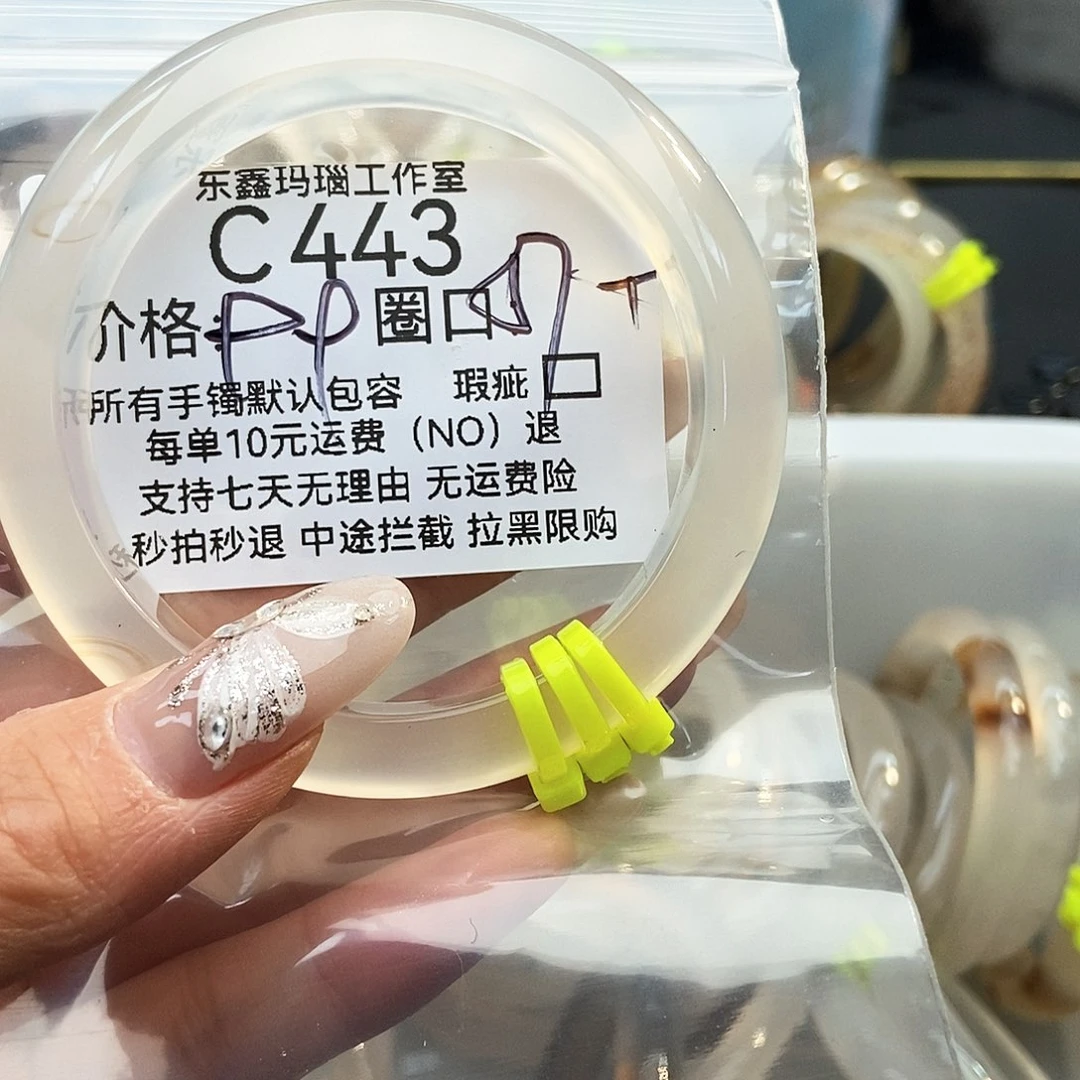 东鑫玛瑙工作室
C443
价格: 圈口
所有手镯默认包容 瑕疵口
每单10元运费（NO）退
支持七天无理由 无运费险
秒拍秒退 中途拦截 拉黑限购